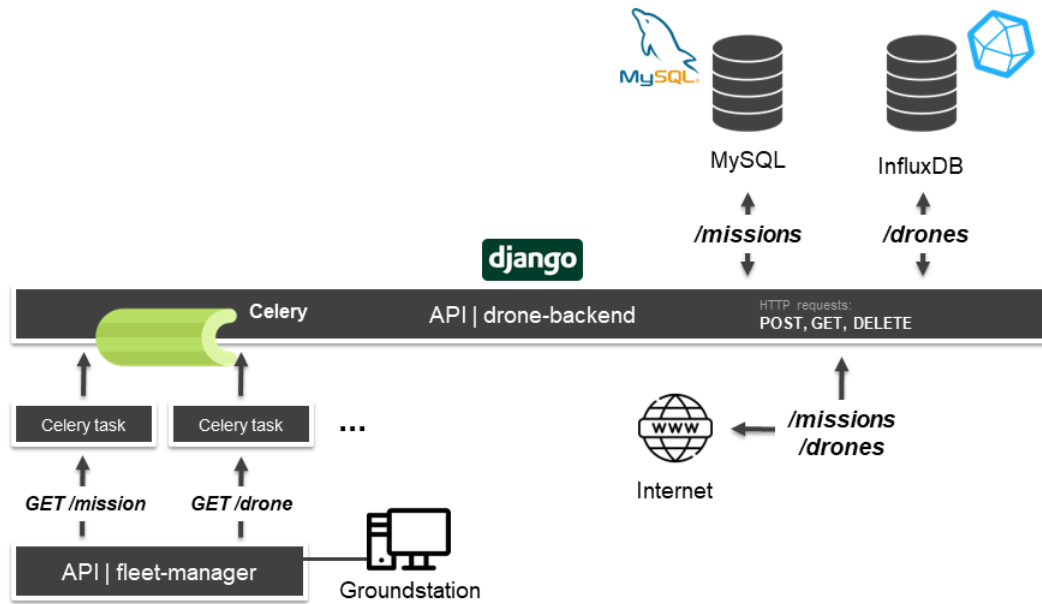 MySQL
MySQL
InfluxDB
/missions
/drones
django
Celery
API | drone-backend
HTTP requests:
POST, GET, DELETE
Celery task
Celery task
...
WWW
/missions
/drones
Internet
GET /mission
GET /drone
API | fleet-manager
Groundstation